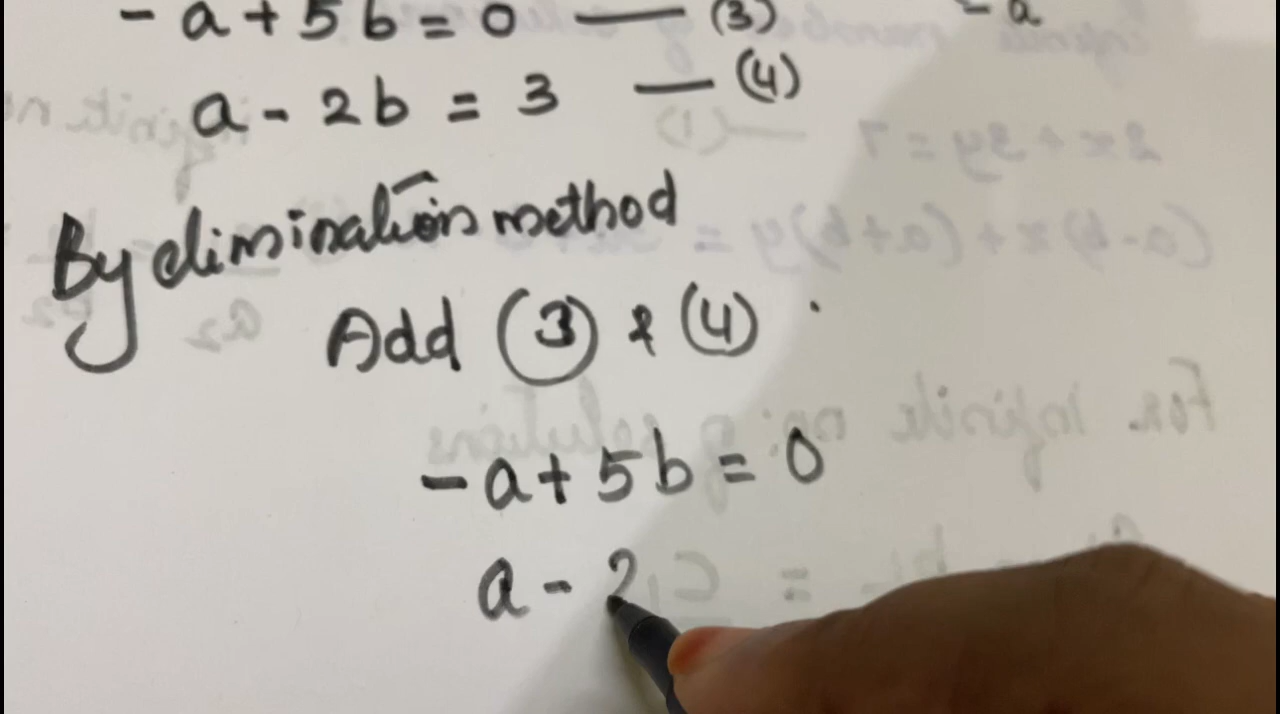 - a + 5b = 0 — (3)
- a
a - 2b = 3 — (4)
By elimination method
Add (3) & (4)
- a + 5b = 0
a - 2